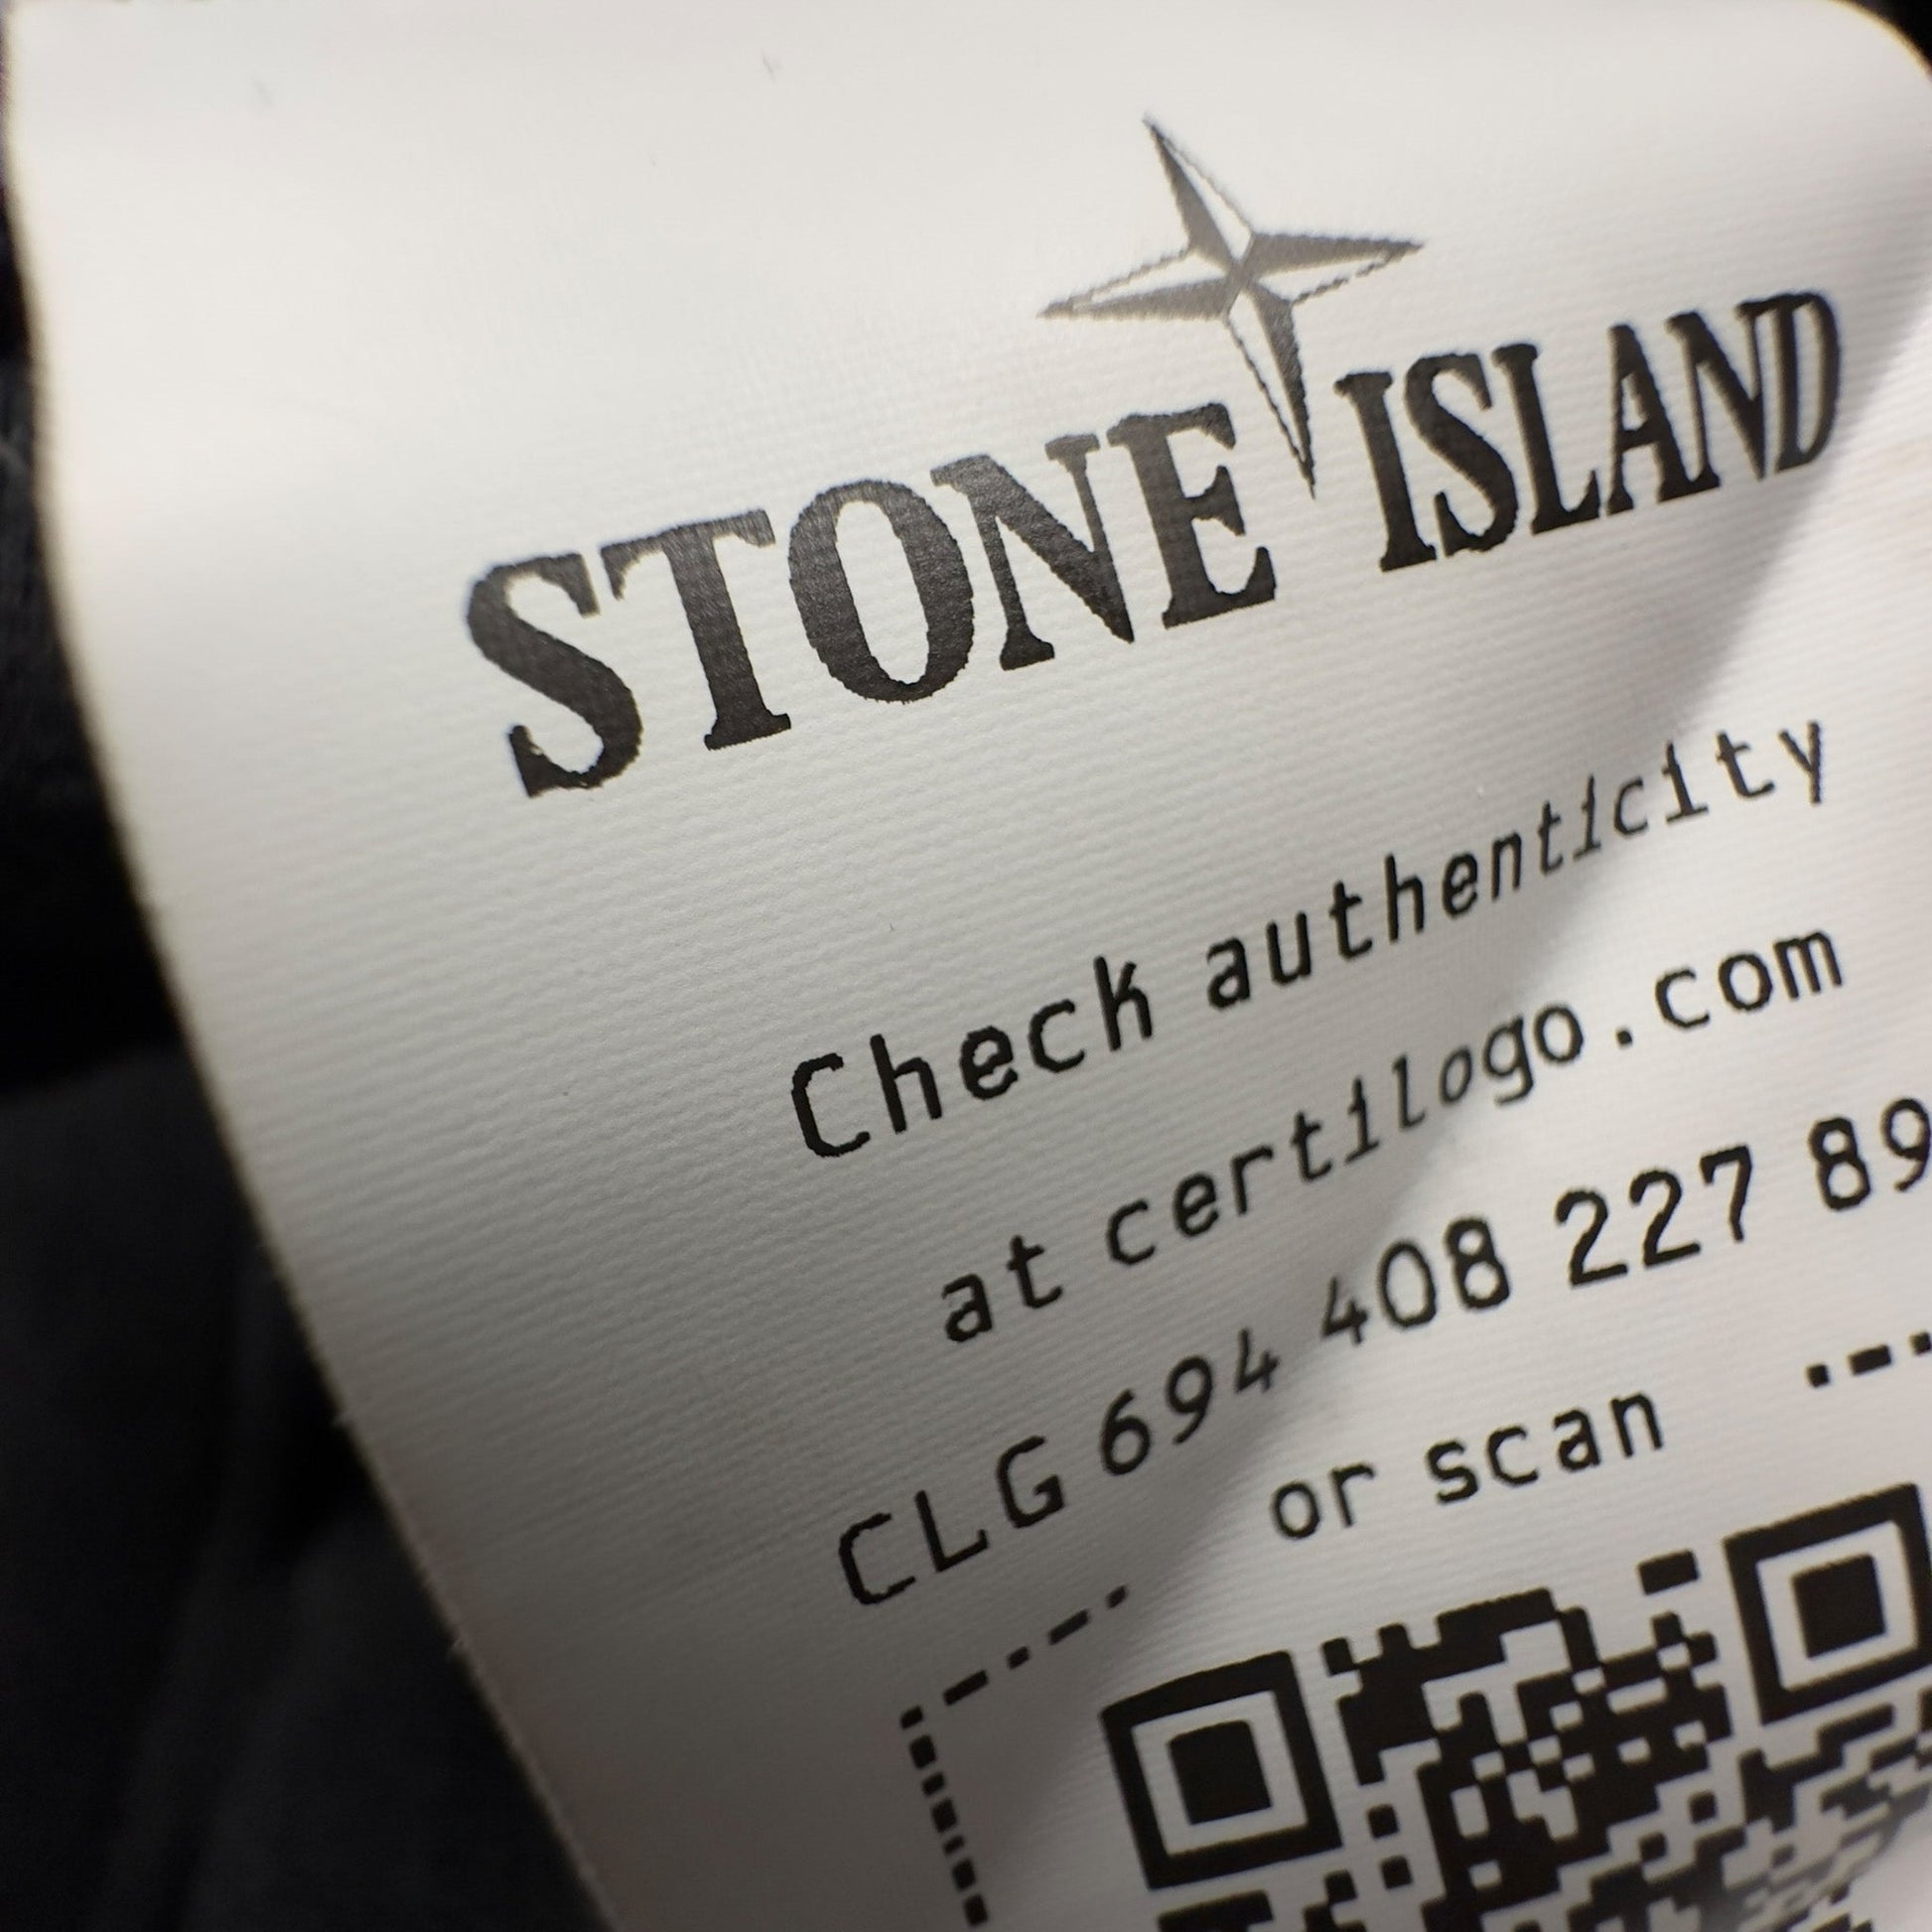 STONE ISLAND
Check authenticity
at certilogo.com
CLG 694 408 227 89
or scan